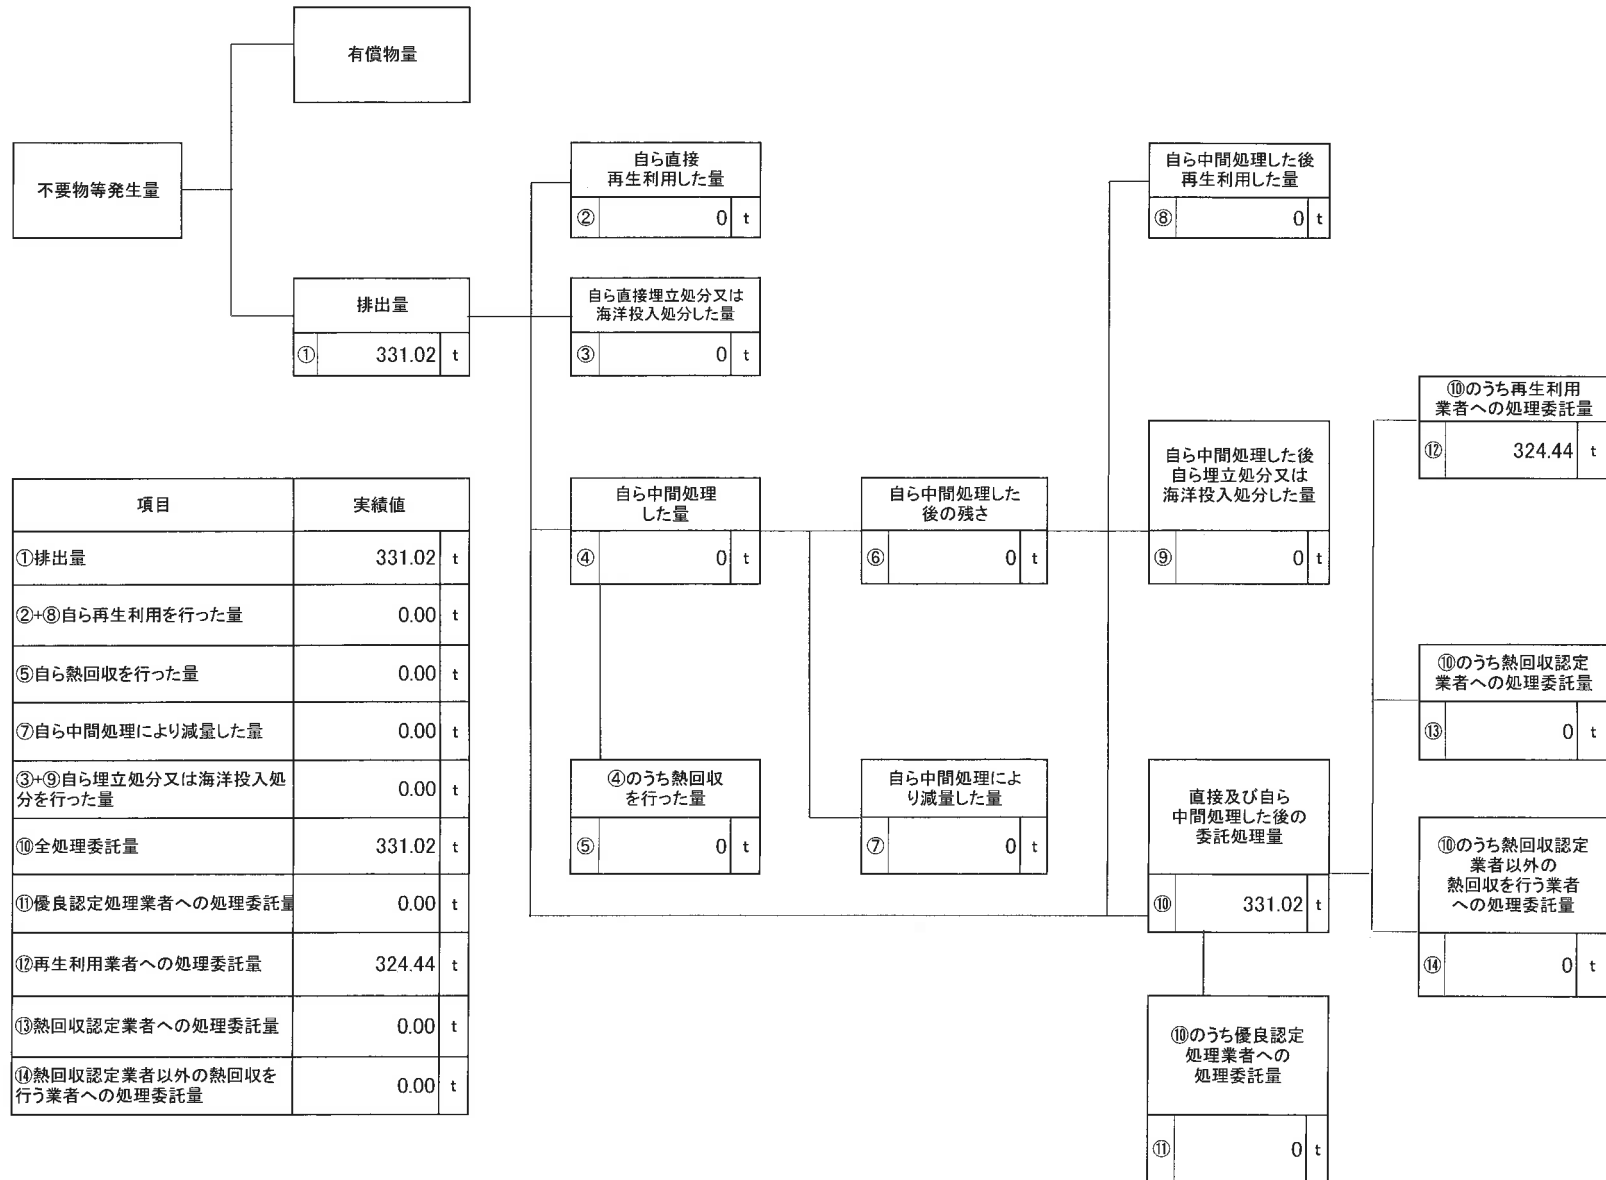 有償物量
不要物等発生量
排出量
① 331.02 t
自ら直接
再生利用した量
② 0 t
自ら直接埋立処分又は
海洋投入処分した量
③ 0 t
自ら中間処理
した量
④ 0 t
④のうち熱回収
を行った量
⑤ 0 t
自ら中間処理した
後の残さ
⑥ 0 t
自ら中間処理によ
り減量した量
⑦ 0 t
自ら中間処理した後
再生利用した量
⑧ 0 t
自ら中間処理した後
自ら埋立処分又は
海洋投入処分した量
⑨ 0 t
直接及び自ら
中間処理した後の
委託処理量
⑩ 331.02 t
⑩のうち優良認定
処理業者への
処理委託量
⑪ 0 t
⑩のうち再生利用
業者への処理委託量
⑫ 324.44 t
⑩のうち熱回収認定
業者への処理委託量
⑬ 0 t
⑩のうち熱回収認定
業者以外の
熱回収を行う業者
への処理委託量
⑭ 0 t
項目 実績値
①排出量 331.02 t
②+⑧自ら再生利用を行った量 0.00 t
⑤自ら熱回収を行った量 0.00 t
⑦自ら中間処理により減量した量 0.00 t
③+⑨自ら埋立処分又は海洋投入処
分を行った量 0.00 t
⑩全処理委託量 331.02 t
⑪優良認定処理業者への処理委託量 0.00 t
⑫再生利用業者への処理委託量 324.44 t
⑬熱回収認定業者への処理委託量 0.00 t
⑭熱回収認定業者以外の熱回収を
行う業者への処理委託量 0.00 t